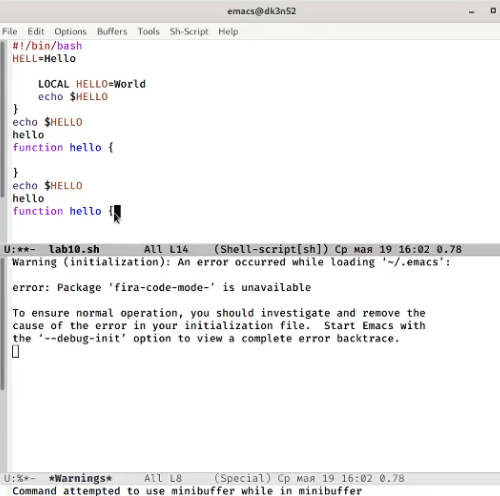 emacs@dk3n52
File Edit Options Buffers Tools Sh-Script Help
#!/bin/bash
HELL=Hello
LOCAL HELLO=World
echo $HELLO
}
echo $HELLO
hello
function hello {
}
echo $HELLO
hello
function hello {
U:**- lab10.sh All L14 (Shell-script[sh]) Ср мая 19 16:02 0.78
Warning (initialization): An error occurred while loading ‘~/.emacs’:
error: Package ‘fira-code-mode-’ is unavailable
To ensure normal operation, you should investigate and remove the
cause of the error in your initialization file. Start Emacs with
the ‘--debug-init’ option to view a complete error backtrace.
U:%*- *Warnings* All L8 (Special) Ср мая 19 16:02 0.78
Command attempted to use minibuffer while in minibuffer